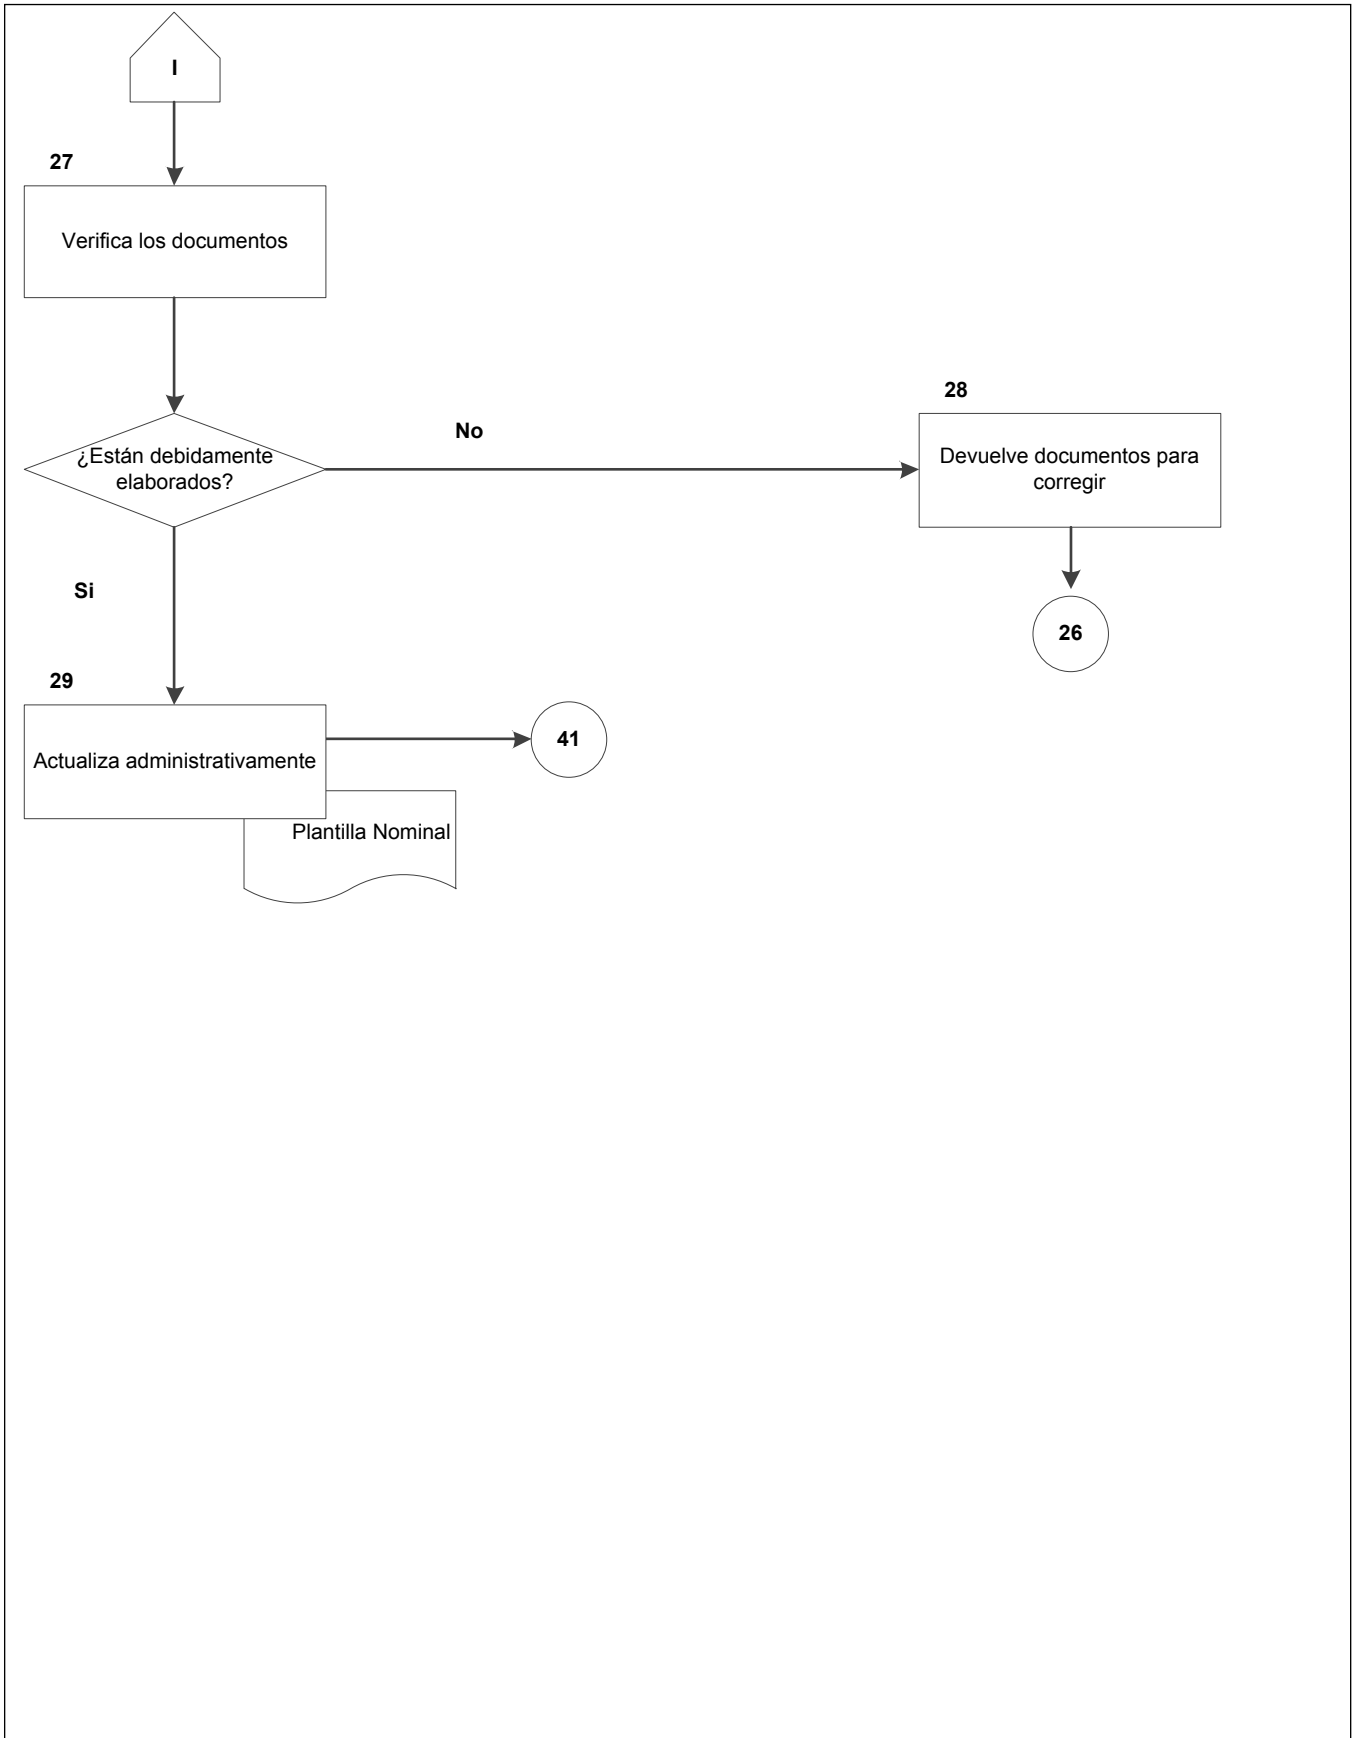 I
27
Verifica los documentos
28
No
¿Están debidamente
elaborados?
Devuelve documentos para
corregir
Si
26
29
41
Actualiza administrativamente
Plantilla Nominal